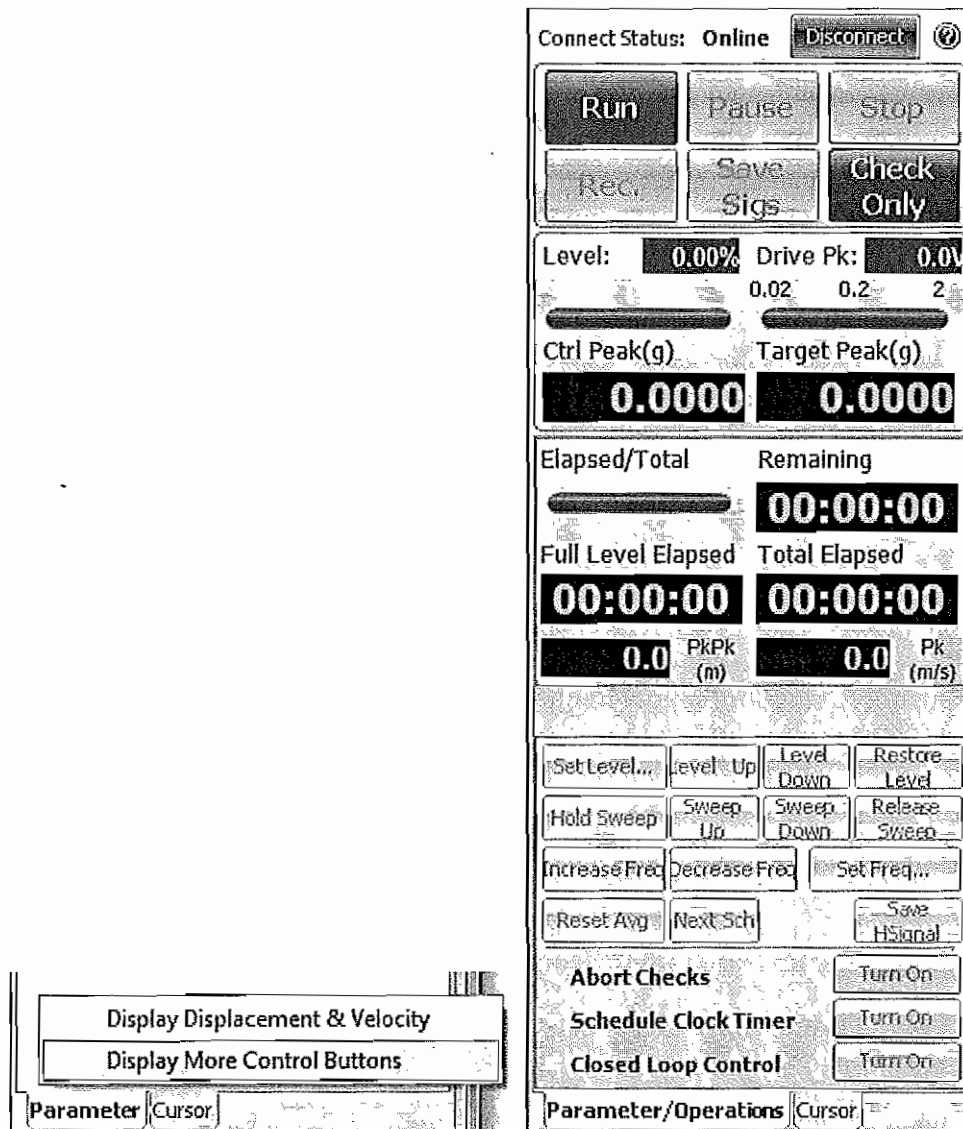 Connect Status: Online Disconnect
Run Pause Stop
Rec. Save Sigs Check Only
Level: 0.00% Drive Pk: 0.0V
0.02 0.2 2
Ctrl Peak(g) Target Peak(g)
0.0000 0.0000
Elapsed/Total Remaining
00:00:00
Full Level Elapsed Total Elapsed
00:00:00 00:00:00
0.0 PkPk (m) 0.0 Pk (m/s)
Set Level... Level Up Level Down Restore Level
Hold Sweep Sweep Up Sweep Down Release Sweep
Increase Freq Decrease Freq Set Freq...
Reset Avg Next Sch Save HSignal
Abort Checks Turn On
Schedule Clock Timer Turn On
Closed Loop Control Turn On
Parameter/Operations Cursor
Display Displacement & Velocity
Display More Control Buttons
Parameter Cursor